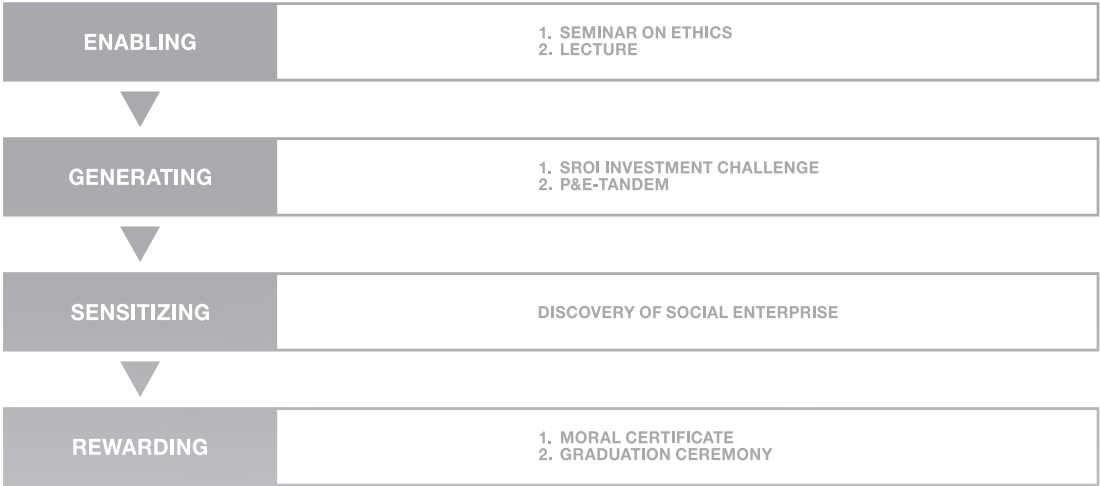 ENABLING
1. SEMINAR ON ETHICS
2. LECTURE
GENERATING
1. SROI INVESTMENT CHALLENGE
2. P&E-TANDEM
SENSITIZING
DISCOVERY OF SOCIAL ENTERPRISE
REWARDING
1. MORAL CERTIFICATE
2. GRADUATION CEREMONY